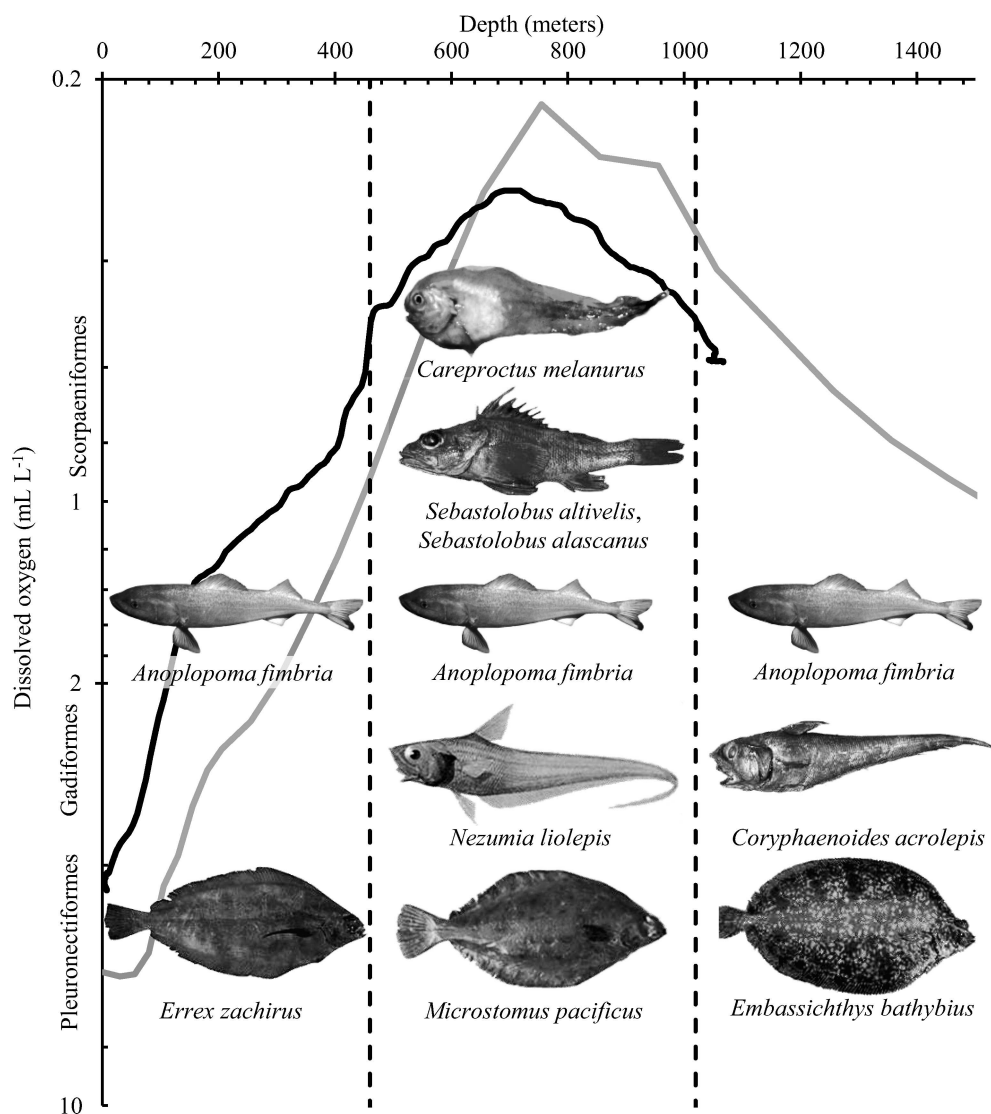 Depth (meters)
0 200 400 600 800 1000 1200 1400
0.2
1
2
10
Dissolved oxygen (mL L-1)
Scorpaeniformes
Gadiformes
Pleuronectiformes
Careproctus melanurus
Sebastolobus altivelis,
Sebastolobus alascanus
Anoplopoma fimbria
Anoplopoma fimbria
Anoplopoma fimbria
Nezumia liolepis
Coryphaenoides acrolepis
Errex zachirus
Microstomus pacificus
Embassichthys bathybius